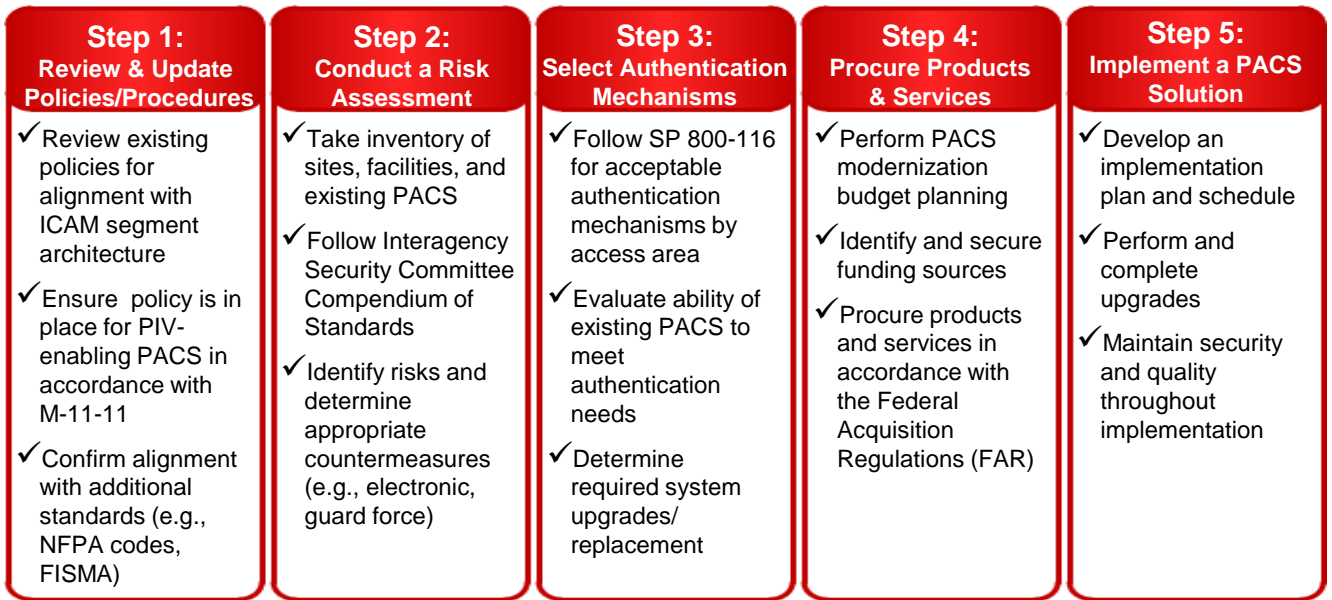 Step 1:
Review & Update
Policies/Procedures
✓Review existing
policies for
alignment with
ICAM segment
architecture
✓Ensure policy is in
place for PIV-
enabling PACS in
accordance with
M-11-11
✓Confirm alignment
with additional
standards (e.g.,
NFPA codes,
FISMA)
Step 2:
Conduct a Risk
Assessment
✓Take inventory of
sites, facilities, and
existing PACS
✓Follow Interagency
Security Committee
Compendium of
Standards
✓Identify risks and
determine
appropriate
countermeasures
(e.g., electronic,
guard force)
Step 3:
Select Authentication
Mechanisms
✓Follow SP 800-116
for acceptable
authentication
mechanisms by
access area
✓Evaluate ability of
existing PACS to
meet
authentication
needs
✓Determine
required system
upgrades/
replacement
Step 4:
Procure Products
& Services
✓Perform PACS
modernization
budget planning
✓Identify and secure
funding sources
✓Procure products
and services in
accordance with
the Federal
Acquisition
Regulations (FAR)
Step 5:
Implement a PACS
Solution
✓Develop an
implementation
plan and schedule
✓Perform and
complete
upgrades
✓Maintain security
and quality
throughout
implementation